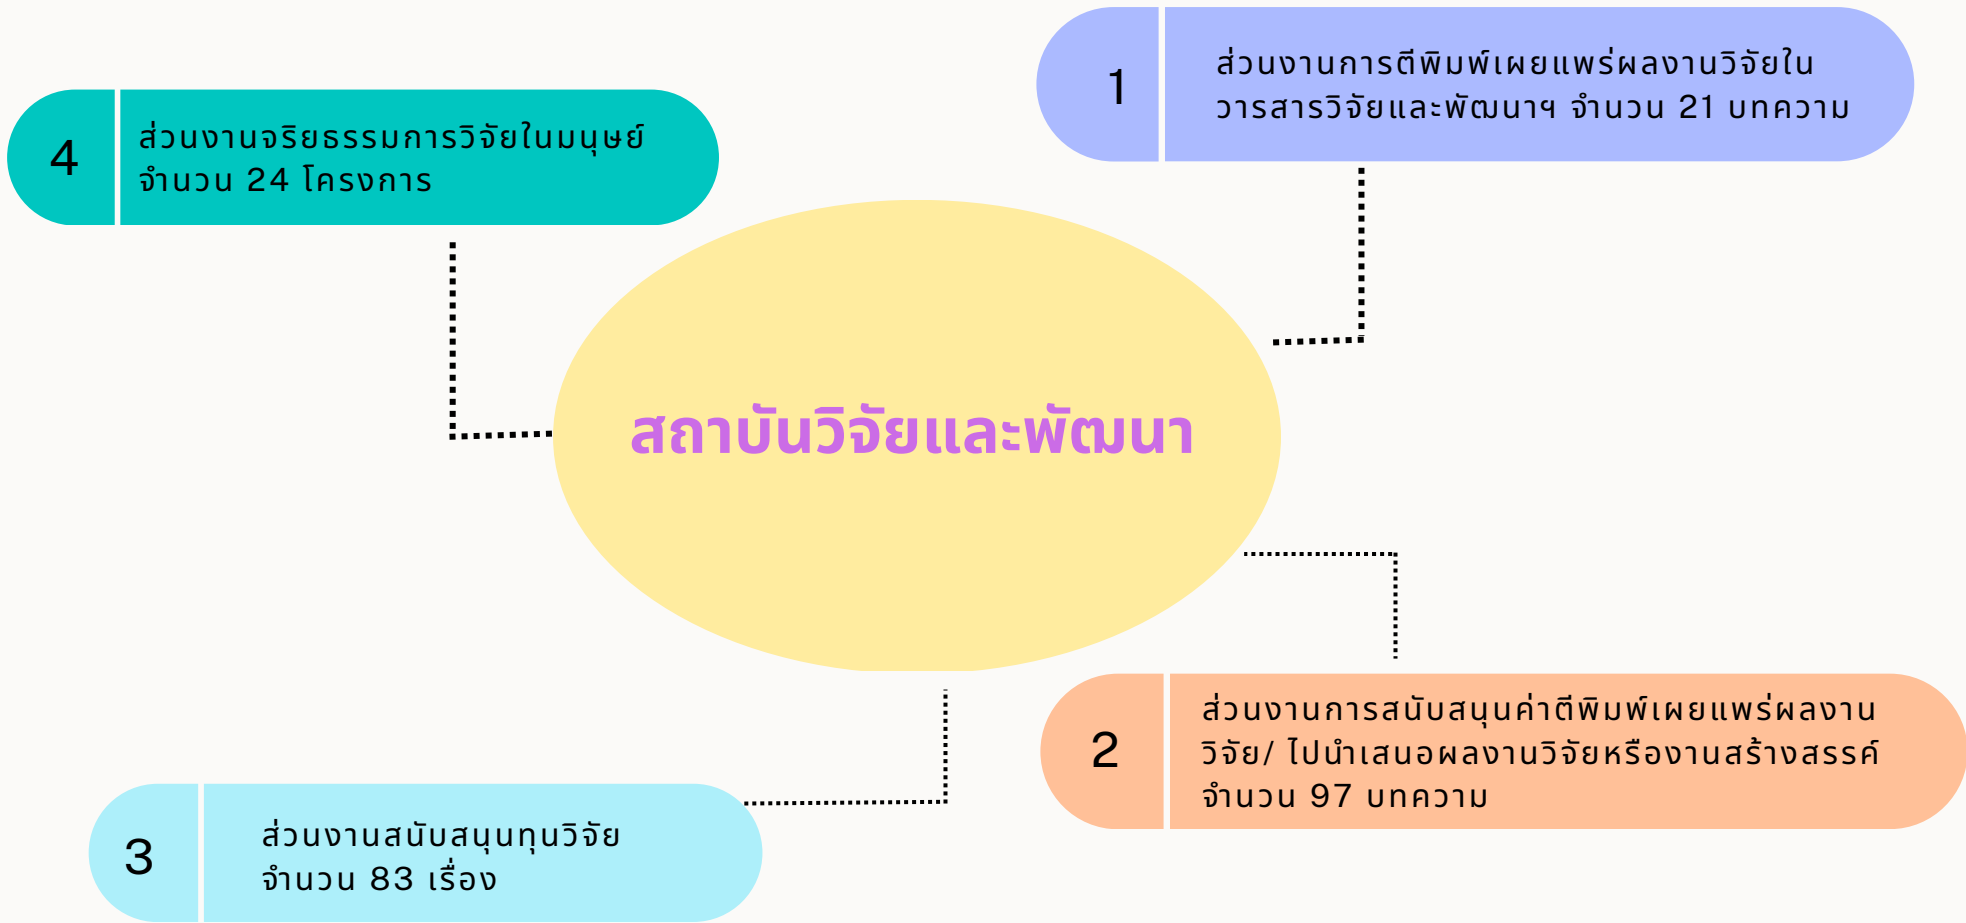 1
ส่วนงานการตีพิมพ์เผยแพร่ผลงานวิจัยใน
วารสารวิจัยและพัฒนาฯ จำนวน 21 บทความ
4
ส่วนงานจริยธรรมการวิจัยในมนุษย์
จำนวน 24 โครงการ
สถาบันวิจัยและพัฒนา
2
ส่วนงานการสนับสนุนค่าตีพิมพ์เผยแพร่ผลงาน
วิจัย/ ไปนำเสนอผลงานวิจัยหรืองานสร้างสรรค์
จำนวน 97 บทความ
3
ส่วนงานสนับสนุนทุนวิจัย
จำนวน 83 เรื่อง